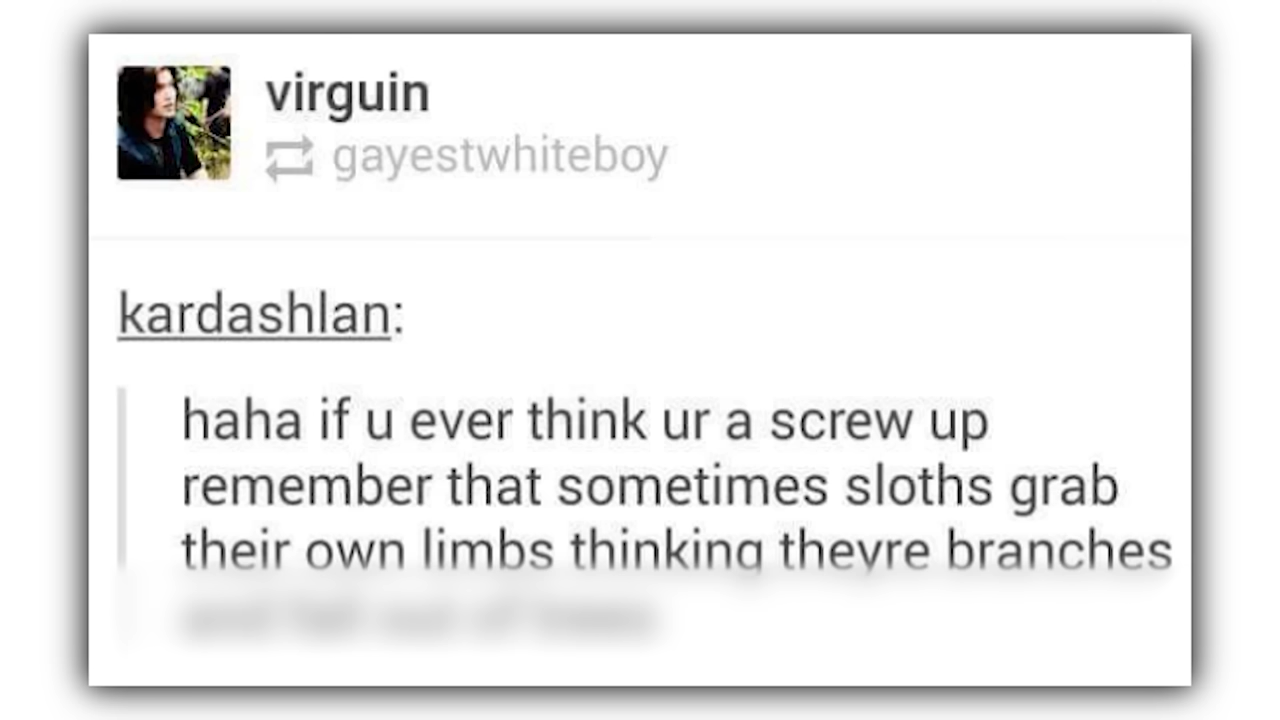 virguin
gayestwhiteboy
kardashlan:
haha if u ever think ur a screw up
remember that sometimes sloths grab
their own limbs thinking theyre branches